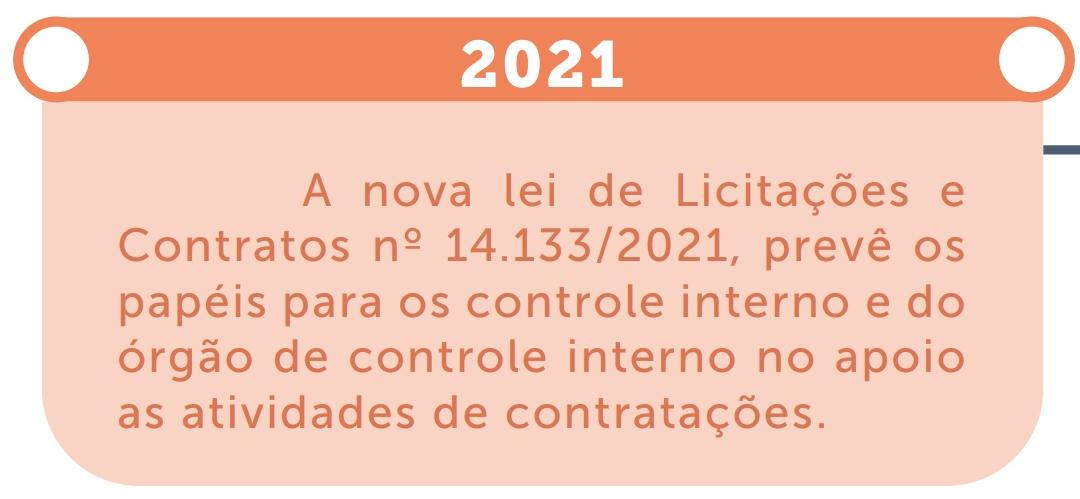 2021
A nova lei de Licitações e
Contratos nº 14.133/2021, prevê os
papéis para os controle interno e do
órgão de controle interno no apoio
as atividades de contratações.